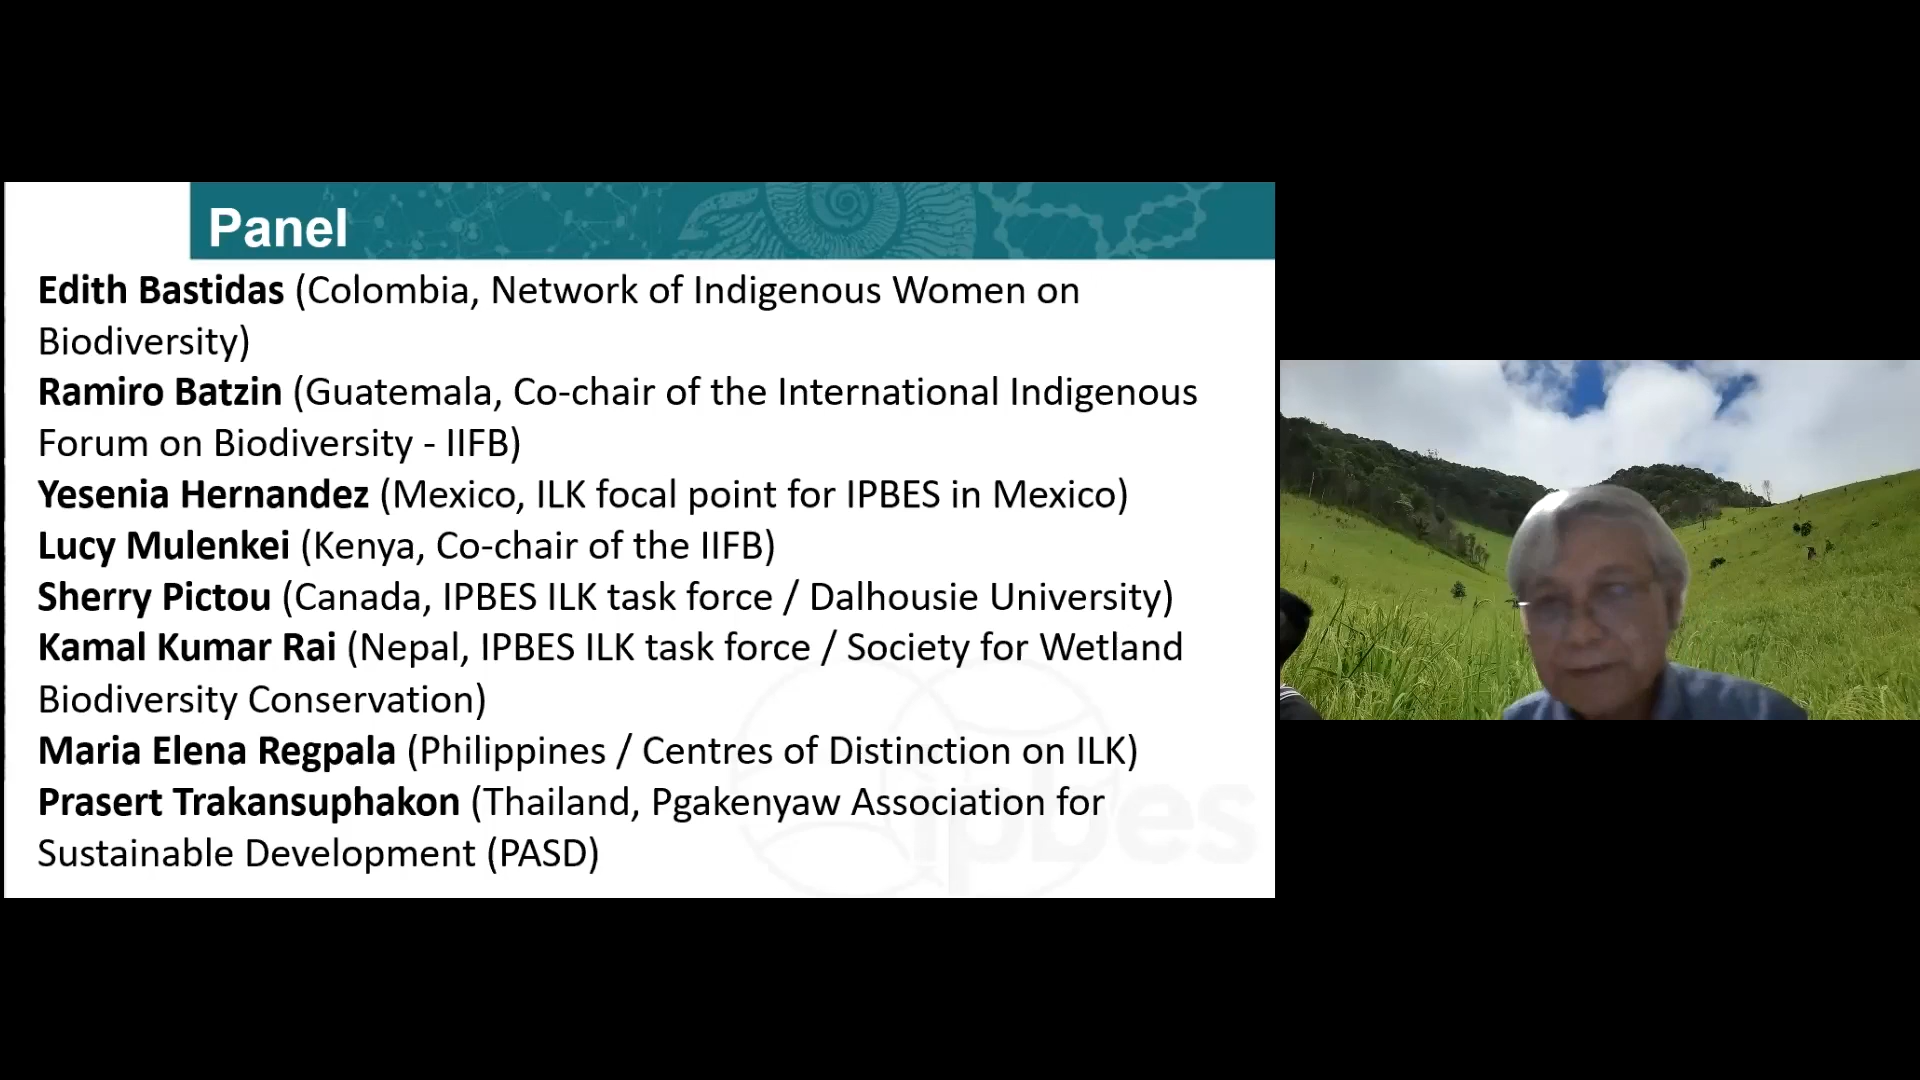 Panel
Edith Bastidas (Colombia, Network of Indigenous Women on
Biodiversity)
Ramiro Batzin (Guatemala, Co-chair of the International Indigenous
Forum on Biodiversity - IIFB)
Yesenia Hernandez (Mexico, ILK focal point for IPBES in Mexico)
Lucy Mulenkei (Kenya, Co-chair of the IIFB)
Sherry Pictou (Canada, IPBES ILK task force / Dalhousie University)
Kamal Kumar Rai (Nepal, IPBES ILK task force / Society for Wetland
Biodiversity Conservation)
Maria Elena Regpala (Philippines / Centres of Distinction on ILK)
Prasert Trakansuphakon (Thailand, Pgakenyaw Association for
Sustainable Development (PASD)
ipbes